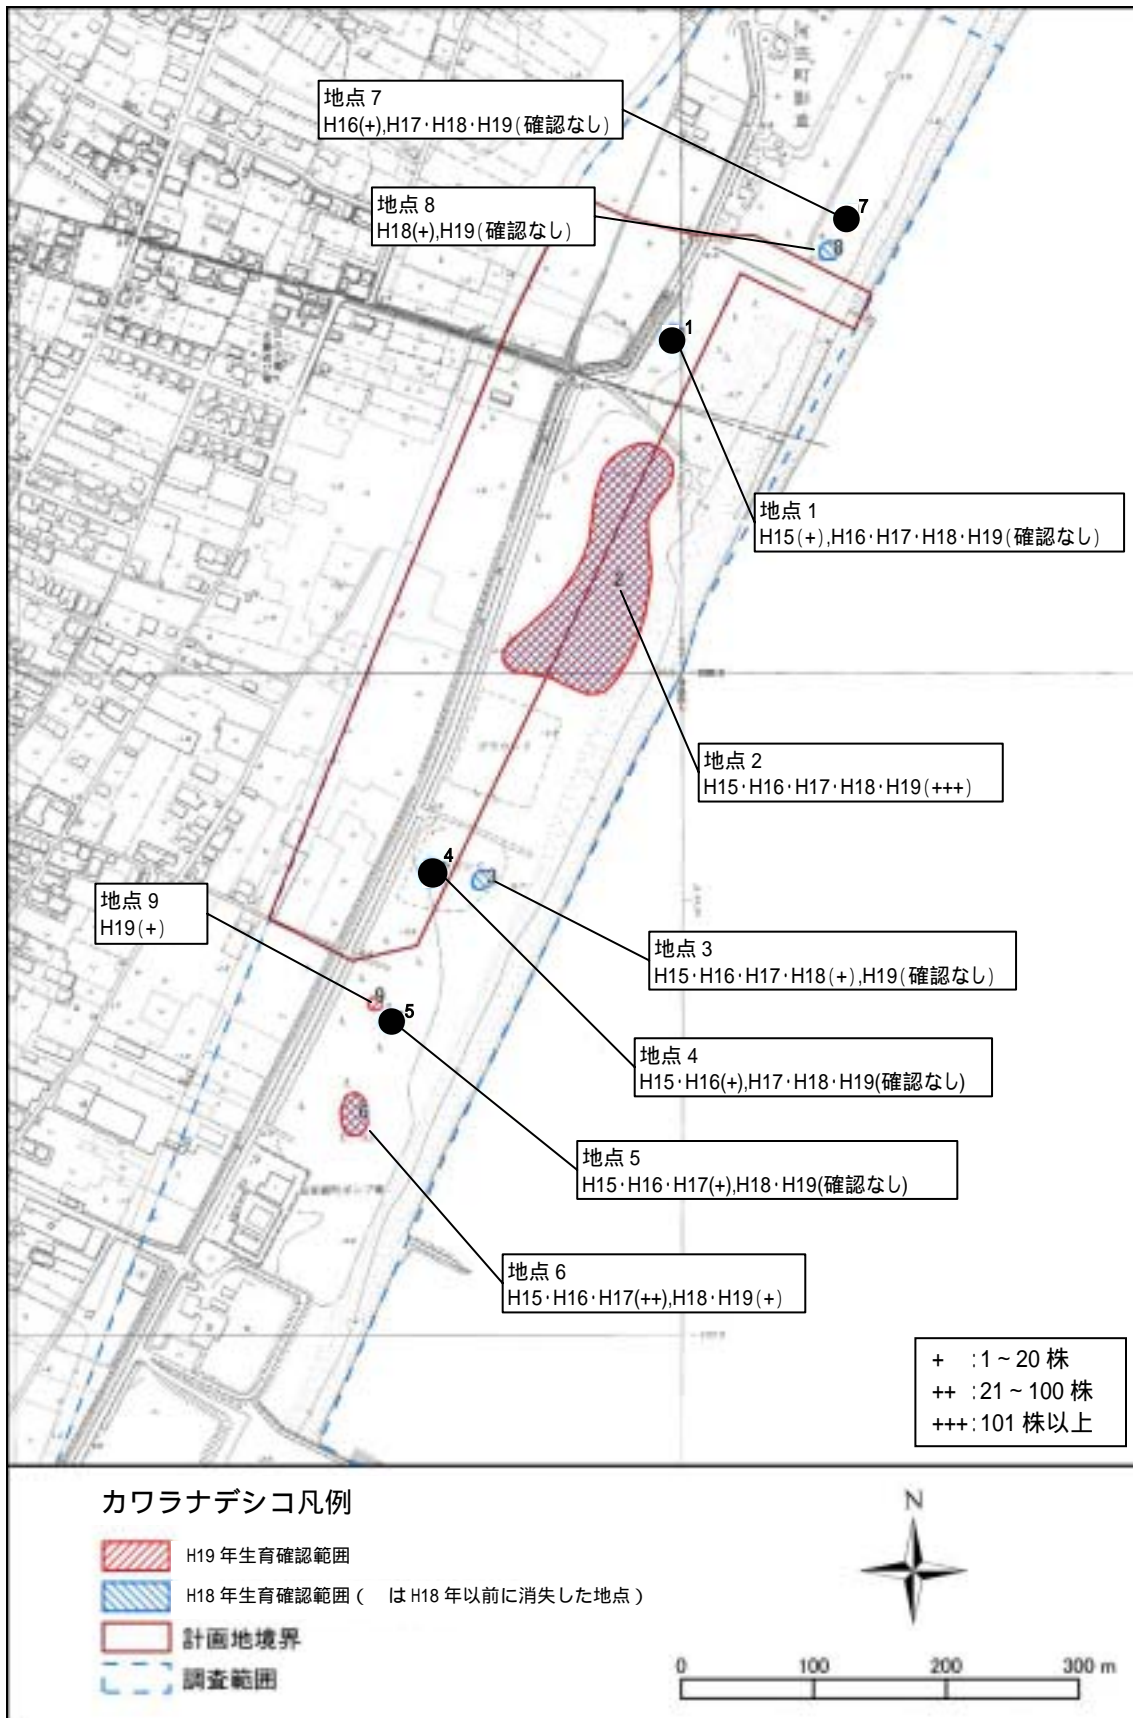 地点 7
H16(+),H17･H18･H19(確認なし)
地点 8
H18(+),H19(確認なし)
7
8
1
地点 1
H15(+),H16･H17･H18･H19(確認なし)
2
地点 2
H15･H16･H17･H18･H19(+++)
グラウンド
4
3
地点 9
H19(+)
地点 3
H15･H16･H17･H18(+),H19(確認なし)
9
5
地点 4
H15･H16(+),H17･H18･H19(確認なし)
6
地点 5
H15･H16･H17(+),H18･H19(確認なし)
地点 6
H15･H16･H17(++),H18･H19(+)
+ :1~20 株
++ :21~100 株
+++:101 株以上
カワラナデシコ凡例
N
H19 年生育確認範囲
H18 年生育確認範囲( は H18 年以前に消失した地点)
計画地境界
調査範囲
0 100 200 300 m